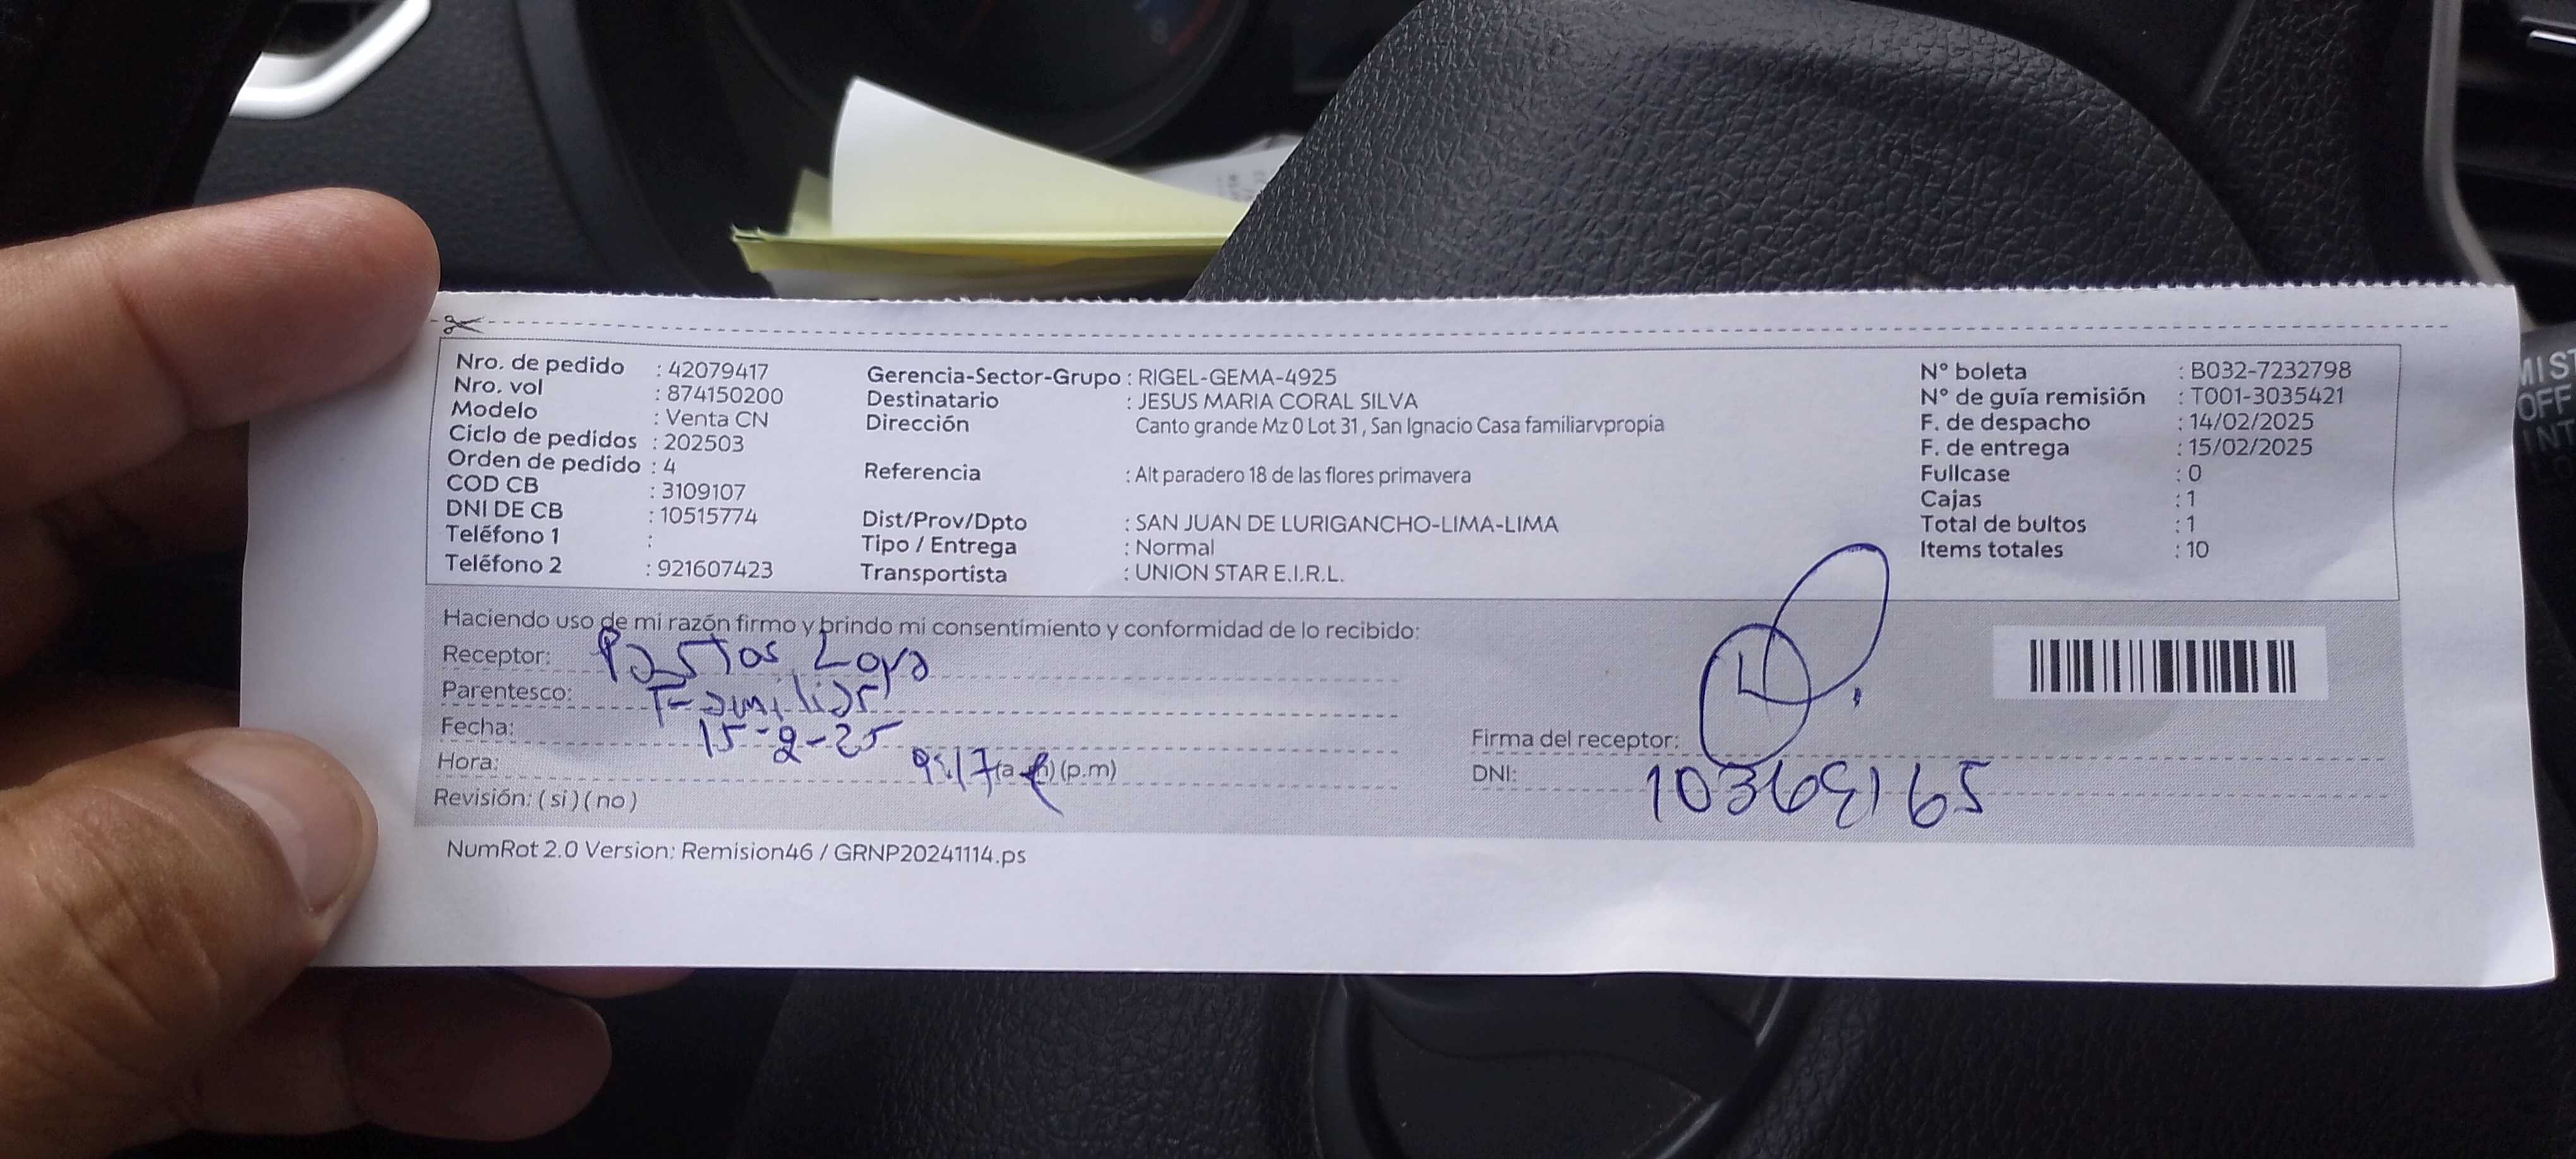 Nro. de pedido : 42079417
Nro. vol : 874150200
Modelo : Venta CN
Ciclo de pedidos : 202503
Orden de pedido : 4
COD CB : 3109107
DNI DE CB : 10515774
Teléfono 1 :
Teléfono 2 : 921607423
Gerencia-Sector-Grupo : RIGEL-GEMA-4925
Destinatario : JESUS MARIA CORAL SILVA
Dirección Canto grande Mz 0 Lot 31 , San Ignacio Casa familiarvpropia
Referencia : Alt paradero 18 de las flores primavera
Dist/Prov/Dpto : SAN JUAN DE LURIGANCHO-LIMA-LIMA
Tipo / Entrega : Normal
Transportista : UNION STAR E.I.R.L.
N° boleta : B032-7232798
N° de guía remisión : T001-3035421
F. de despacho : 14/02/2025
F. de entrega : 15/02/2025
Fullcase : 0
Cajas : 1
Total de bultos : 1
Items totales : 10
Haciendo uso de mi razón firmo y brindo mi consentimiento y conformidad de lo recibido:
Receptor:
Parentesco: Familiar
Fecha: 15-2-25
Hora: (p.m)
Revisión: ( si ) ( no )
Firma del receptor:
DNI:
NumRot 2.0 Version: Remision46 / GRNP20241114.ps
MIST
OFF
INT